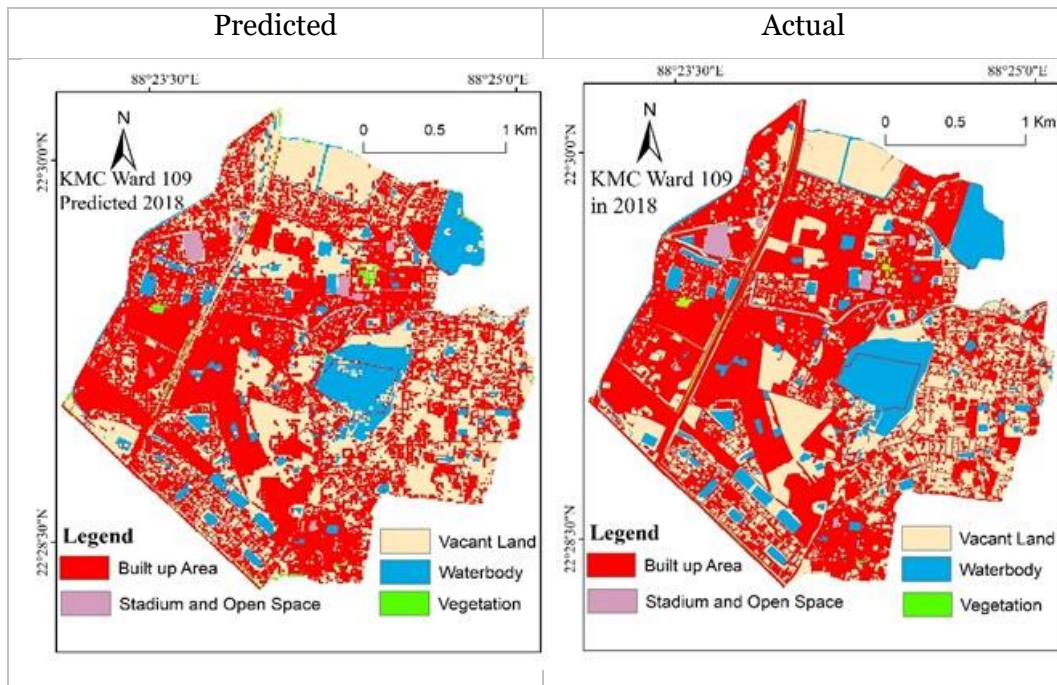 Predicted
Actual
88°23'30"E
88°25'0"E
N
0
0.5
1 Km
KMC Ward 109
Predicted 2018
22°30'0"N
22°28'30"N
Legend
Built up Area
Stadium and Open Space
Vacant Land
Waterbody
Vegetation
88°23'30"E
88°25'0"E
N
0
0.5
1 Km
KMC Ward 109
in 2018
22°30'0"N
22°28'30"N
Legend
Built up Area
Stadium and Open Space
Vacant Land
Waterbody
Vegetation